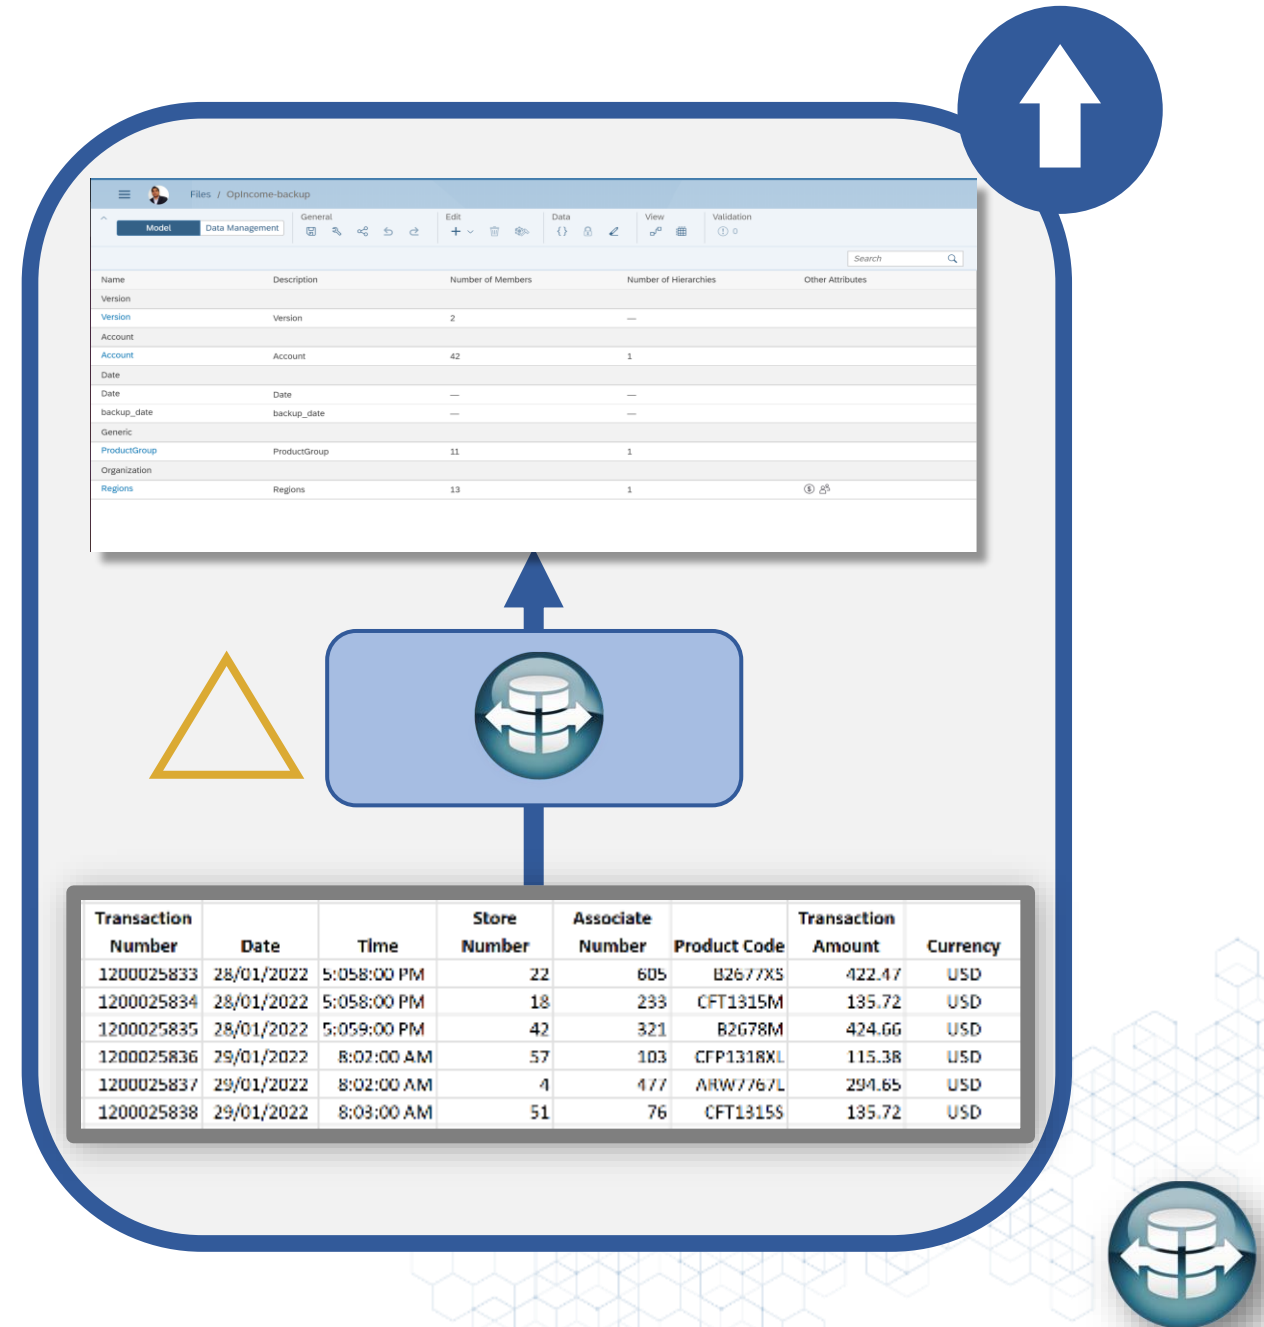 Files / OpIncome-backup
General Edit Data View Validation
Model Data Management 0
Search
Name Description Number of Members Number of Hierarchies Other Attributes
Version
Version Version 2 —
Account
Account Account 42 1
Date
Date Date — —
backup_date backup_date — —
Generic
ProductGroup ProductGroup 11 1
Organization
Regions Regions 13 1
Transaction Store Associate Transaction
Number Date Time Number Number Product Code Amount Currency
1200025833 28/01/2022 5:058:00 PM 22 605 B2677XS 422.47 USD
1200025834 28/01/2022 5:058:00 PM 18 233 CFT1315M 135.72 USD
1200025835 28/01/2022 5:059:00 PM 42 321 B2678M 424.66 USD
1200025836 29/01/2022 8:02:00 AM 57 103 CFP1318XL 115.38 USD
1200025837 29/01/2022 8:02:00 AM 4 477 ARW7767L 294.65 USD
1200025838 29/01/2022 8:03:00 AM 51 76 CFT1315S 135.72 USD